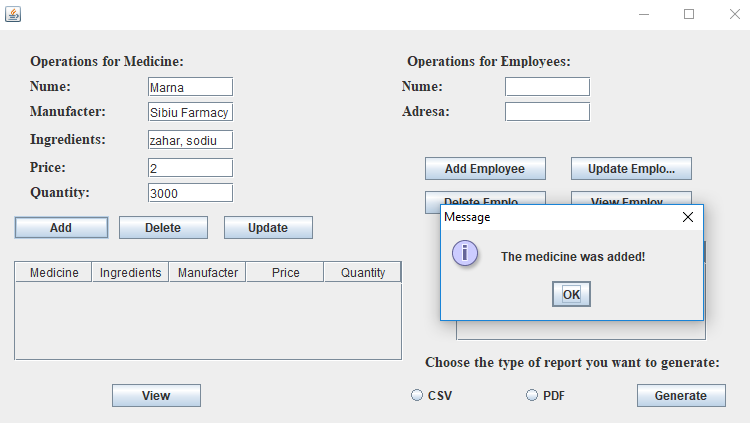 Operations for Medicine:
Nume: Marna
Manufacter: Sibiu Farmacy
Ingredients: zahar, sodiu
Price: 2
Quantity: 3000
Add Delete Update
Medicine Ingredients Manufacter Price Quantity
View
Operations for Employees:
Nume:
Adresa:
Add Employee Update Emplo...
Delete Emplo... View Employ...
Message
The medicine was added!
OK
Choose the type of report you want to generate:
CSV PDF Generate